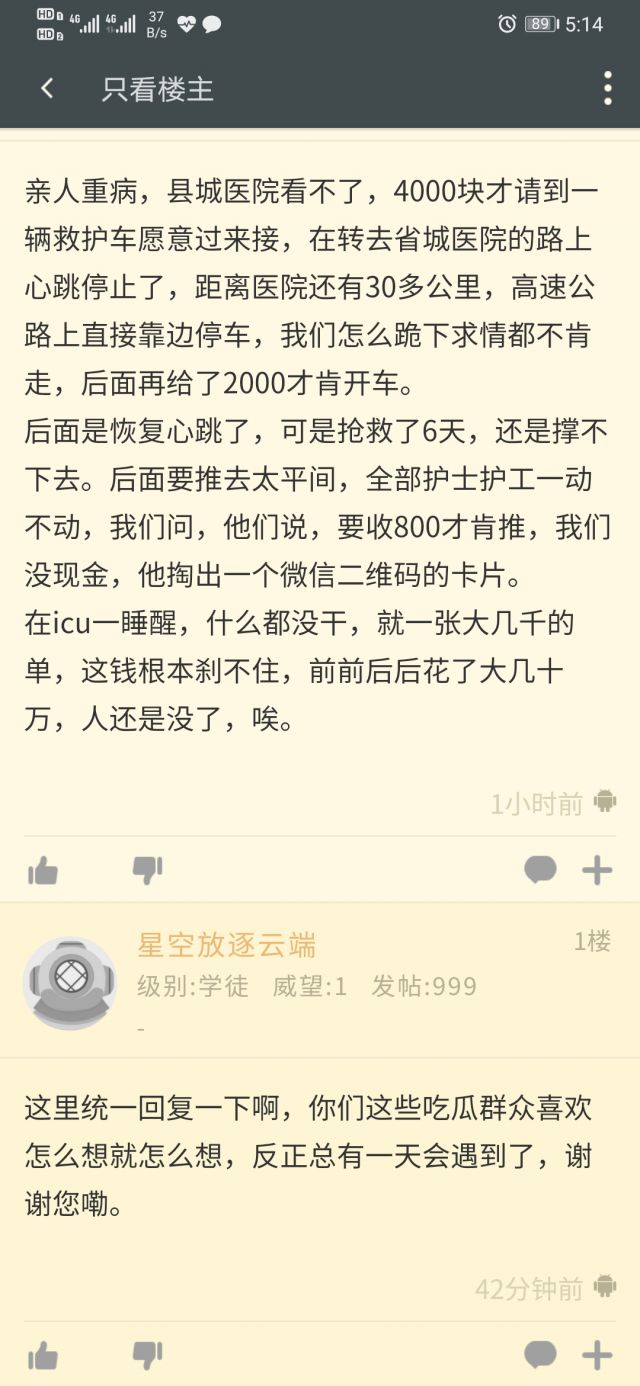 HD 1 4G 4G 37 89 5:14
HD 2 B/s
只看楼主
亲人重病，县城医院看不了，4000块才请到一
辆救护车愿意过来接，在转去省城医院的路上
心跳停止了，距离医院还有30多公里，高速公
路上直接靠边停车，我们怎么跪下求情都不肯
走，后面再给了2000才肯开车。
后面是恢复心跳了，可是抢救了6天，还是撑不
下去。后面要推去太平间，全部护士护工一动
不动，我们问，他们说，要收800才肯推，我们
没现金，他掏出一个微信二维码的卡片。
在icu一睡醒，什么都没干，就一张大几千的
单，这钱根本刹不住，前前后后花了大几十
万，人还是没了，唉。
1小时前
星空放逐云端
1楼
级别:学徒 威望:1 发帖:999
-
这里统一回复一下啊，你们这些吃瓜群众喜欢
怎么想就怎么想，反正总有一天会遇到了，谢
谢您嘞。
42分钟前